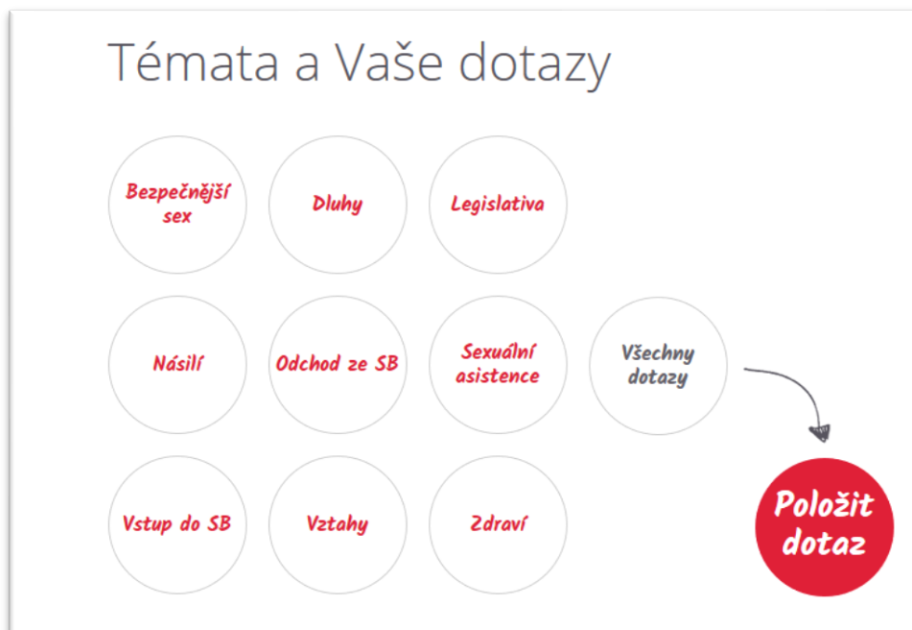 Témata a Vaše dotazy
Bezpečnější
sex
Dluhy
Legislativa
Násilí
Odchod ze SB
Sexuální
asistence
Všechny
dotazy
Vstup do SB
Vztahy
Zdraví
Položit
dotaz